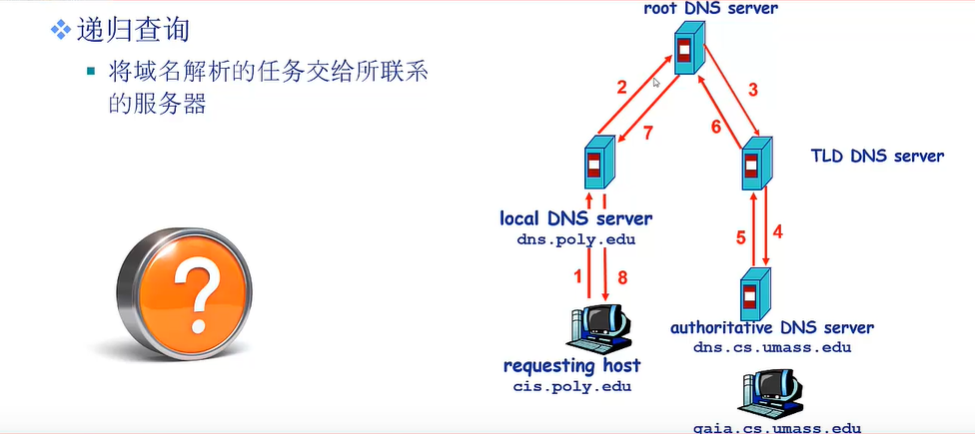 递归查询
将域名解析的任务交给所联系
的服务器
?
root DNS server
2
3
7
6
TLD DNS server
local DNS server
dns.poly.edu
5
4
1
8
authoritative DNS server
dns.cs.umass.edu
requesting host
cis.poly.edu
gaia.cs.umass.edu